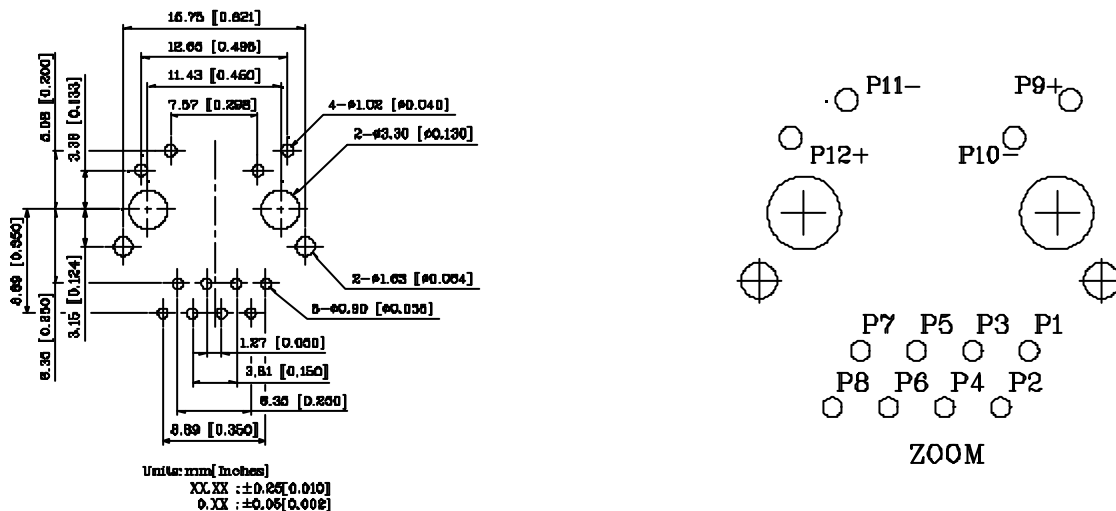 15.75 [0.621]
12.65 [0.498]
11.43 [0.450]
7.57 [0.298]
5.08 [0.200]
3.38 [0.133]
4-ø1.02 [ø0.040]
2-ø3.30 [ø0.130]
8.89 [0.350]
6.35 [0.250]
3.15 [0.124]
2-ø1.63 [ø0.064]
8-ø0.90 [ø0.035]
1.27 [0.050]
3.81 [0.150]
6.35 [0.250]
8.89 [0.350]
Units: mm[Inches]
XX.XX :±0.25[0.010]
0.XX :±0.05[0.002]
P11- P9+
P12+ P10-
P7 P5 P3 P1
P8 P6 P4 P2
ZOOM